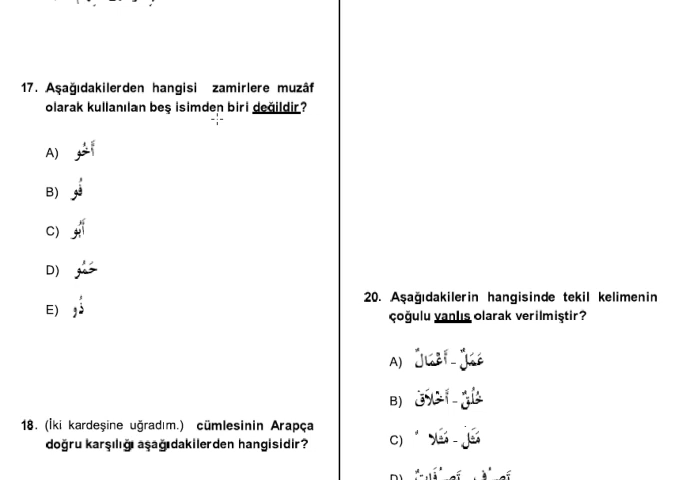 17. Aşağıdakilerden hangisi zamirlere muzâf
olarak kullanılan beş isimden biri değildir?
A) أَخُو
B) فُو
C) أَبُو
D) حَمُو
E) ذُو
18. (İki kardeşine uğradım.) cümlesinin Arapça
doğru karşılığı aşağıdakilerden hangisidir?
20. Aşağıdakilerin hangisinde tekil kelimenin
çoğulu yanlış olarak verilmiştir?
A) عَمَلٌ - أَعْمَالٌ
B) خُلُقٌ - أَخْلَاقٌ
C) مَثَلٌ - مَثَلًا